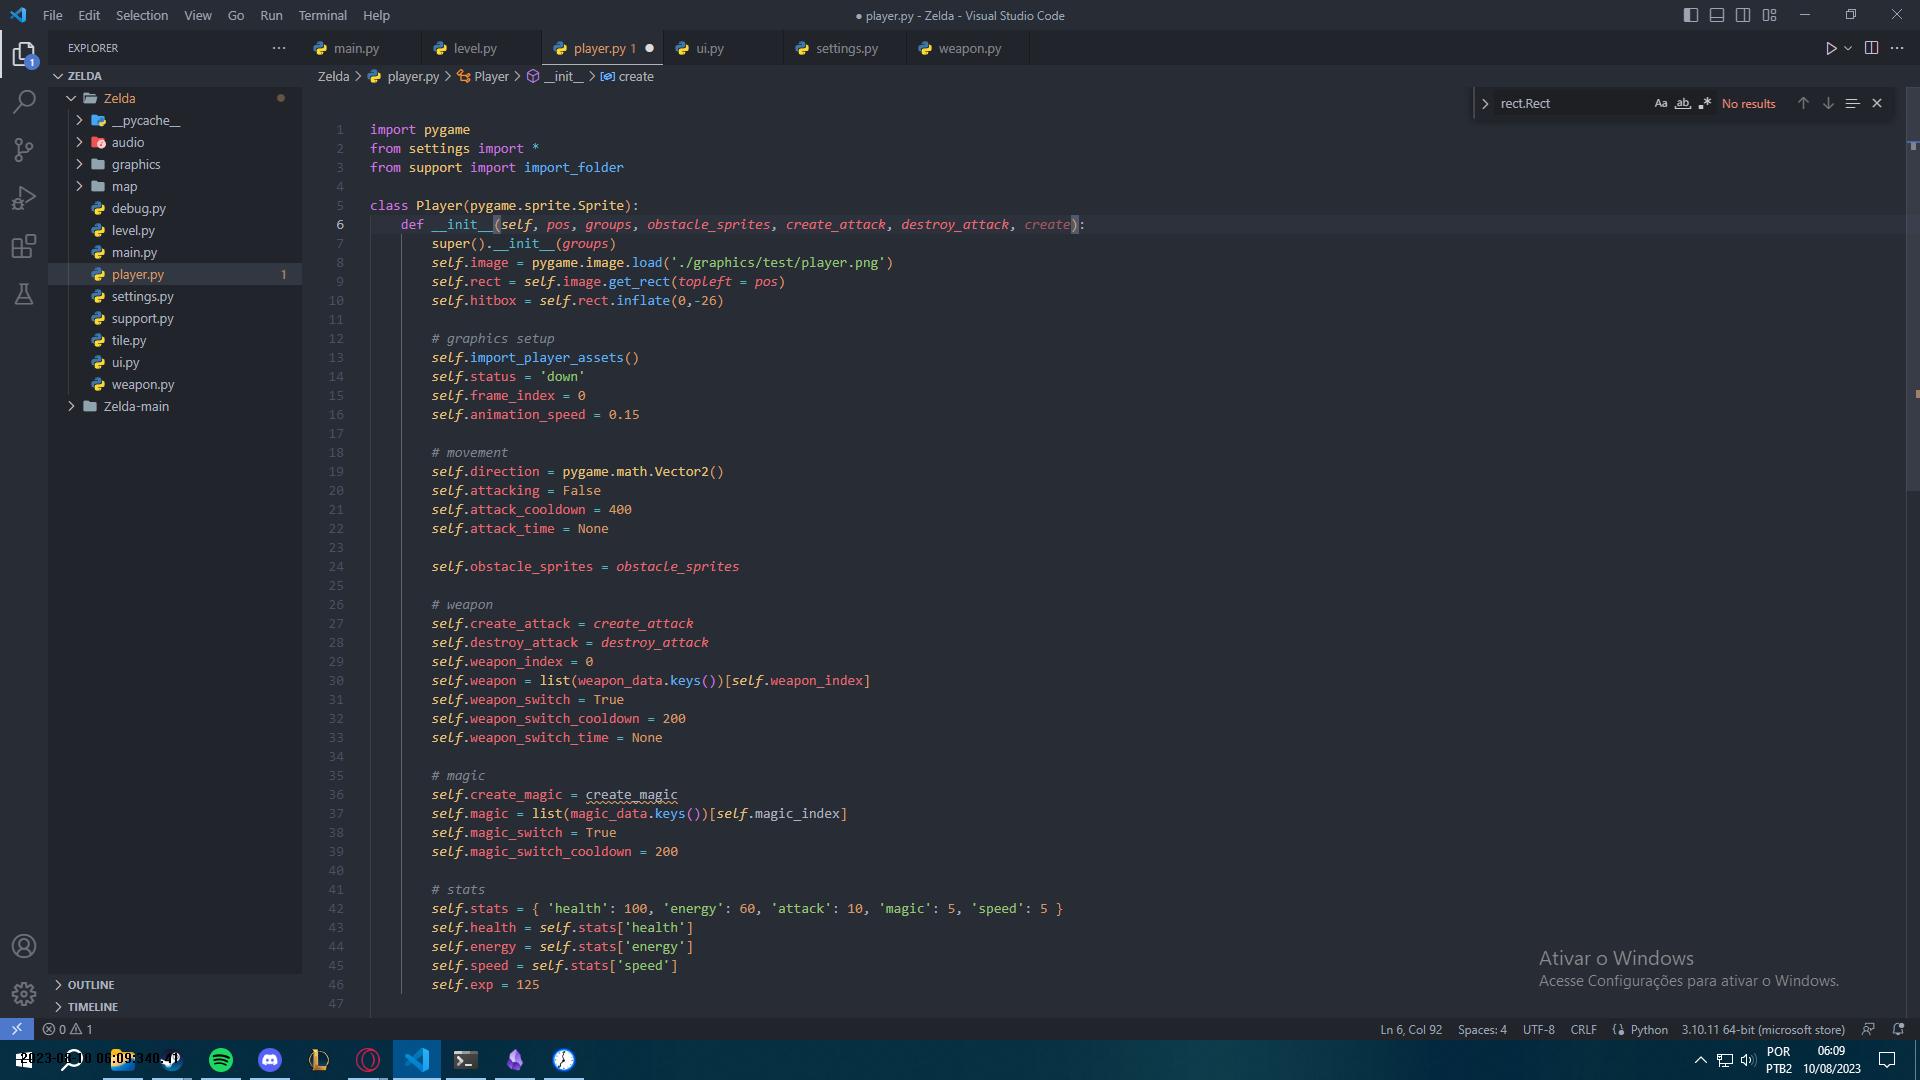 File Edit Selection View Go Run Terminal Help
● player.py - Zelda - Visual Studio Code
EXPLORER
main.py
level.py
player.py 1
ui.py
settings.py
weapon.py
1
ZELDA
Zelda
__pycache__
audio
graphics
map
debug.py
level.py
main.py
player.py 1
settings.py
support.py
tile.py
ui.py
weapon.py
Zelda-main
OUTLINE
TIMELINE
Zelda > player.py > Player > __init__ > create
rect.Rect Aa ab .* No results
1 import pygame
2 from settings import *
3 from support import import_folder
4
5 class Player(pygame.sprite.Sprite):
6 def __init__(self, pos, groups, obstacle_sprites, create_attack, destroy_attack, create):
7 super().__init__(groups)
8 self.image = pygame.image.load('./graphics/test/player.png')
9 self.rect = self.image.get_rect(topleft = pos)
10 self.hitbox = self.rect.inflate(0,-26)
11
12 # graphics setup
13 self.import_player_assets()
14 self.status = 'down'
15 self.frame_index = 0
16 self.animation_speed = 0.15
17
18 # movement
19 self.direction = pygame.math.Vector2()
20 self.attacking = False
21 self.attack_cooldown = 400
22 self.attack_time = None
23
24 self.obstacle_sprites = obstacle_sprites
25
26 # weapon
27 self.create_attack = create_attack
28 self.destroy_attack = destroy_attack
29 self.weapon_index = 0
30 self.weapon = list(weapon_data.keys())[self.weapon_index]
31 self.weapon_switch = True
32 self.weapon_switch_cooldown = 200
33 self.weapon_switch_time = None
34
35 # magic
36 self.create_magic = create_magic
37 self.magic = list(magic_data.keys())[self.magic_index]
38 self.magic_switch = True
39 self.magic_switch_cooldown = 200
40
41 # stats
42 self.stats = { 'health': 100, 'energy': 60, 'attack': 10, 'magic': 5, 'speed': 5 }
43 self.health = self.stats['health']
44 self.energy = self.stats['energy']
45 self.speed = self.stats['speed']
46 self.exp = 125
47
Ativar o Windows
Acesse Configurações para ativar o Windows.
0 1
Ln 6, Col 92 Spaces: 4 UTF-8 CRLF Python 3.10.11 64-bit (microsoft store)
POR
PTB2
06:09
10/08/2023